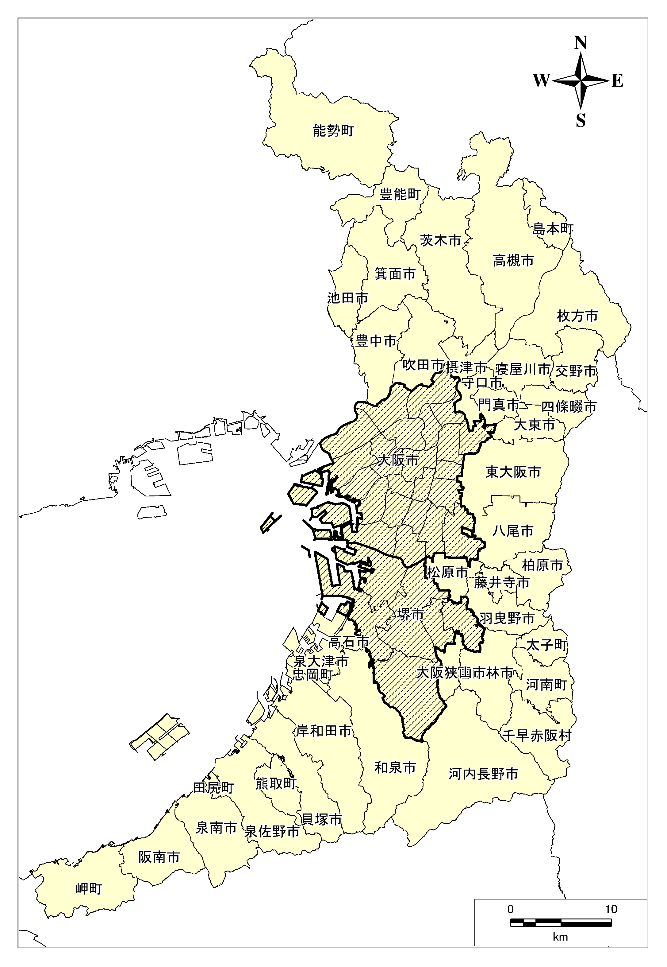 N
W E
S
能勢町
豊能町
茨木市
島本町
高槻市
箕面市
池田市
枚方市
豊中市
吹田市
摂津市
寝屋川市
交野市
守口市
門真市
四條畷市
大東市
大阪市
東大阪市
八尾市
柏原市
松原市
藤井寺市
堺市
羽曳野市
高石市
太子町
泉大津市
忠岡町
大阪狭山市
河南町
岸和田市
千早赤阪村
和泉市
河内長野市
熊取町
田尻町
貝塚市
泉南市
泉佐野市
阪南市
岬町
0 10
km